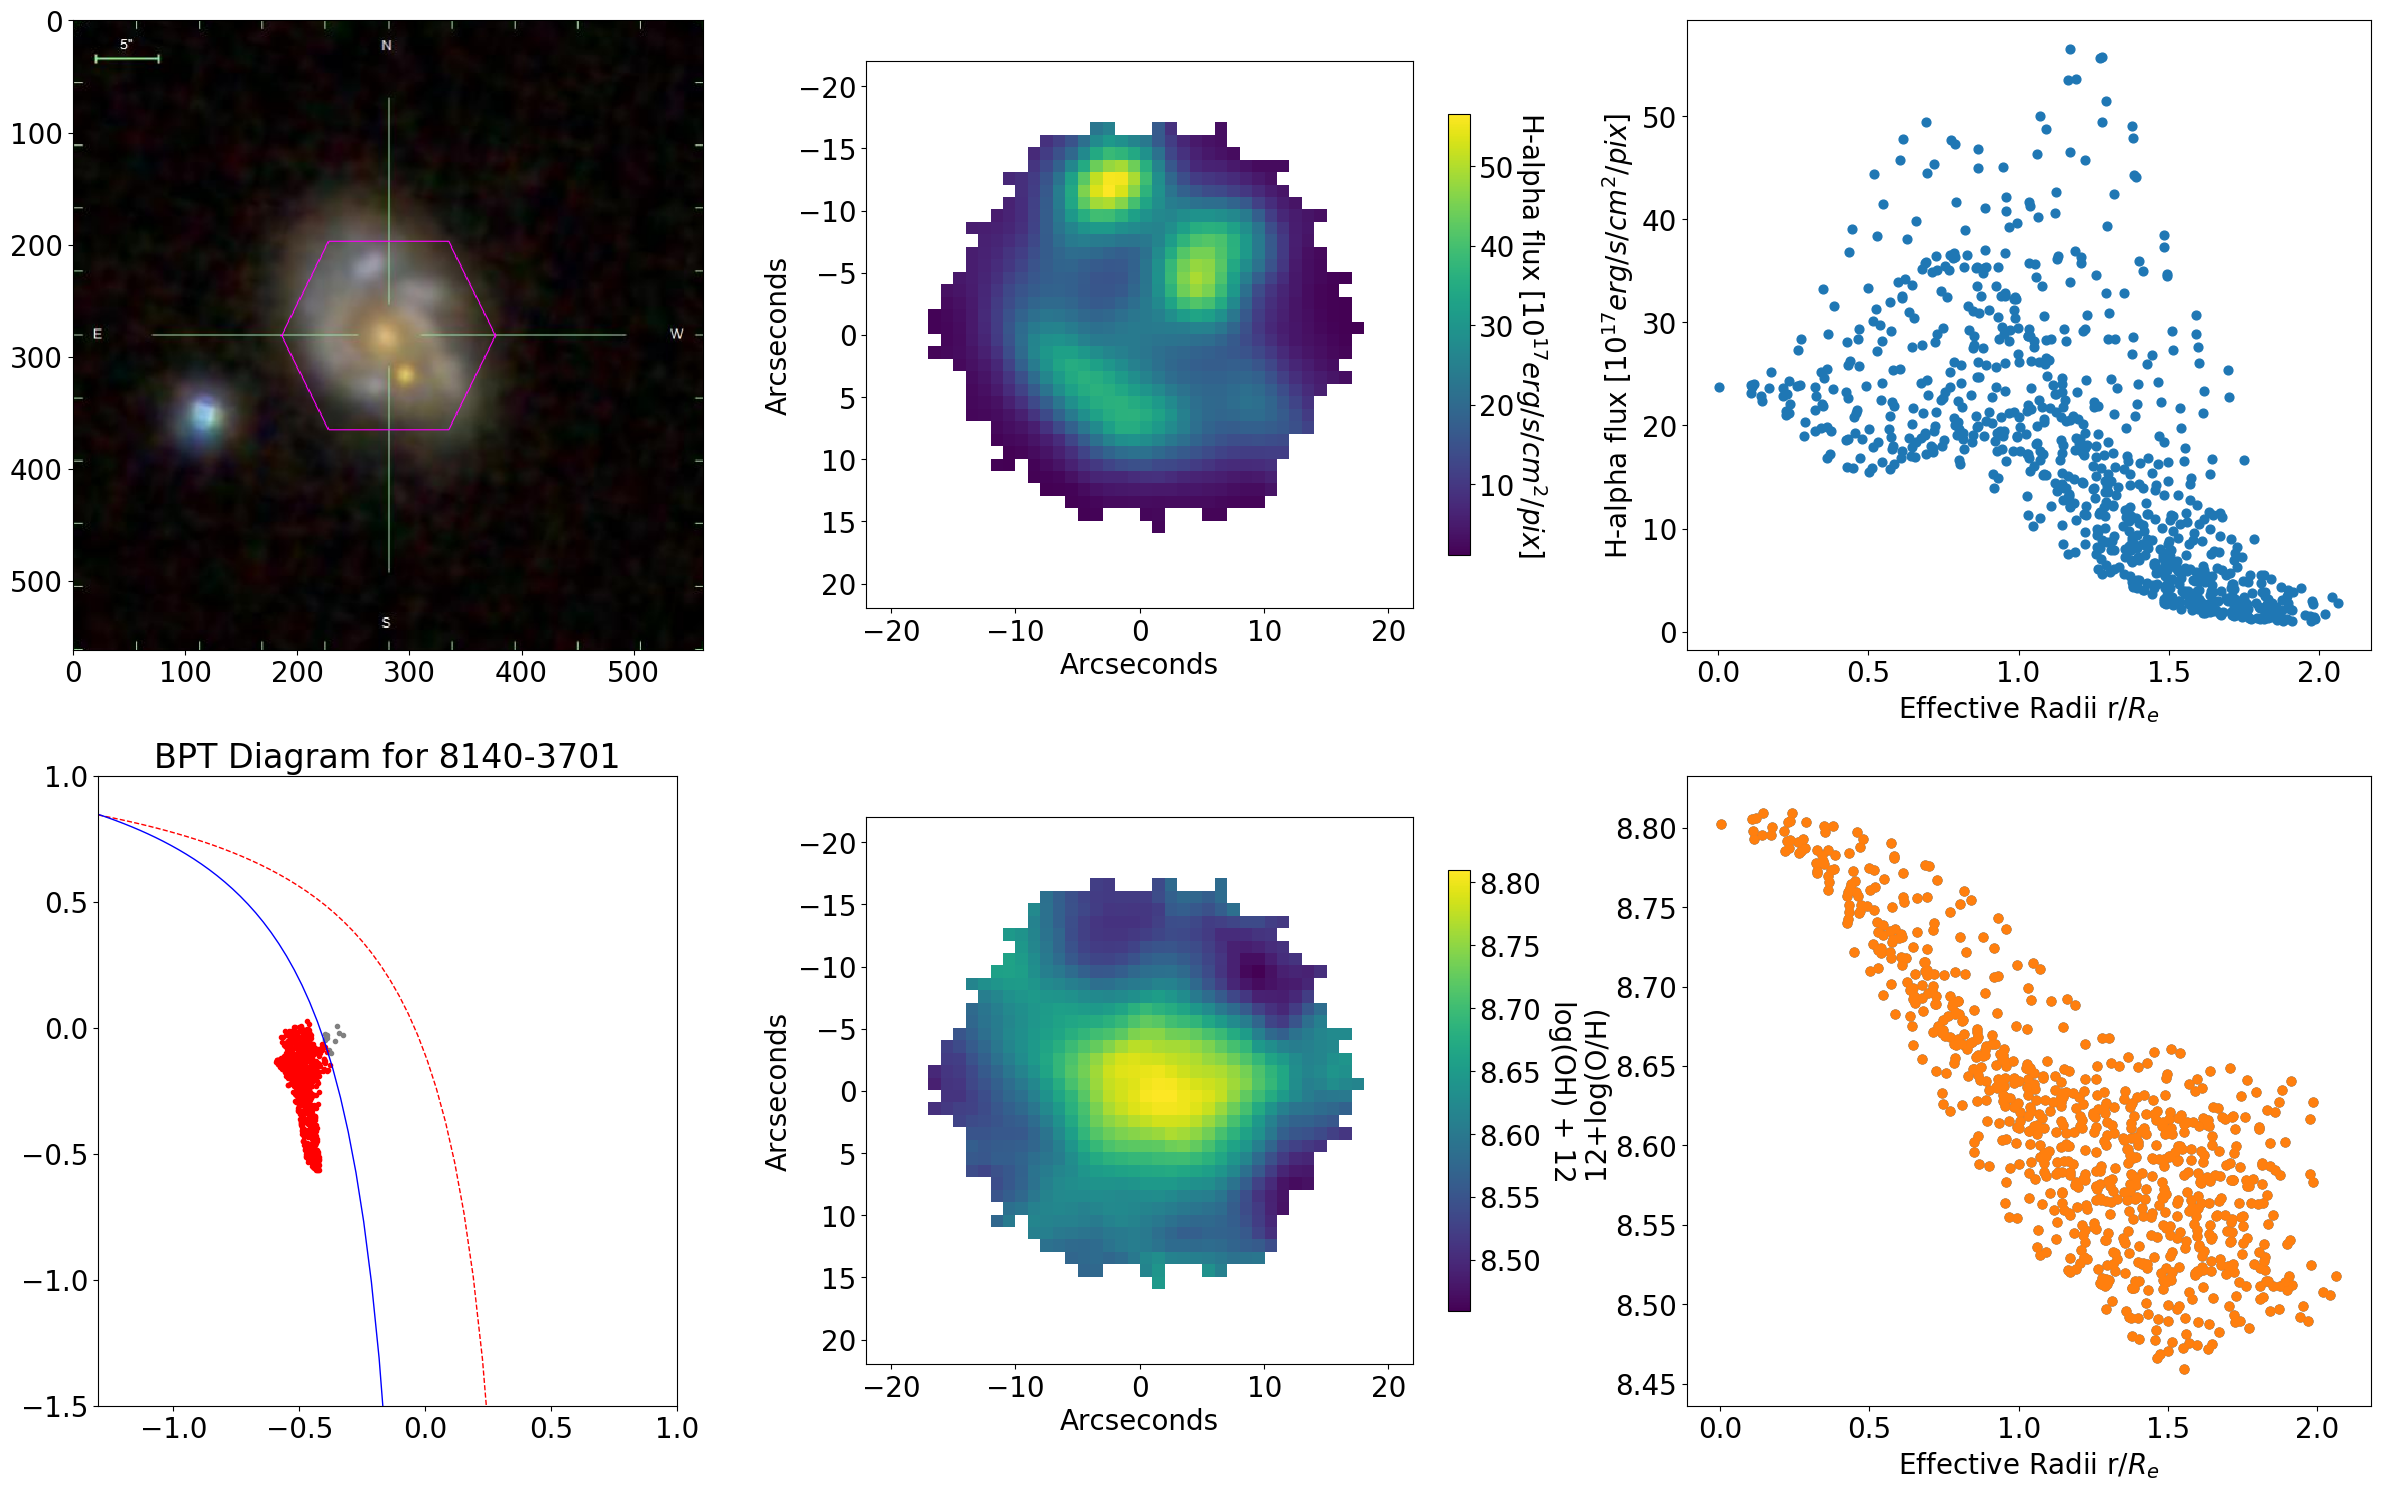 0
100
200
300
400
500
0 100 200 300 400 500
5"
N
E
W
S
−20
−15
−10
−5
0
5
10
15
20
−20 −10 0 10 20
Arcseconds
Arcseconds
50
40
30
20
10
H-alpha flux [10^17 erg/s/cm^2/pix]
H-alpha flux [10^17 erg/s/cm^2/pix]
50
40
30
20
10
0
0.0 0.5 1.0 1.5 2.0
Effective Radii r/R_e
BPT Diagram for 8140-3701
1.0
0.5
0.0
−0.5
−1.0
−1.5
−1.0 −0.5 0.0 0.5 1.0
−20
−15
−10
−5
0
5
10
15
20
−20 −10 0 10 20
Arcseconds
Arcseconds
8.80
8.75
8.70
8.65
8.60
8.55
8.50
log(OH) + 12
12+log(O/H)
8.80
8.75
8.70
8.65
8.60
8.55
8.50
8.45
0.0 0.5 1.0 1.5 2.0
Effective Radii r/R_e